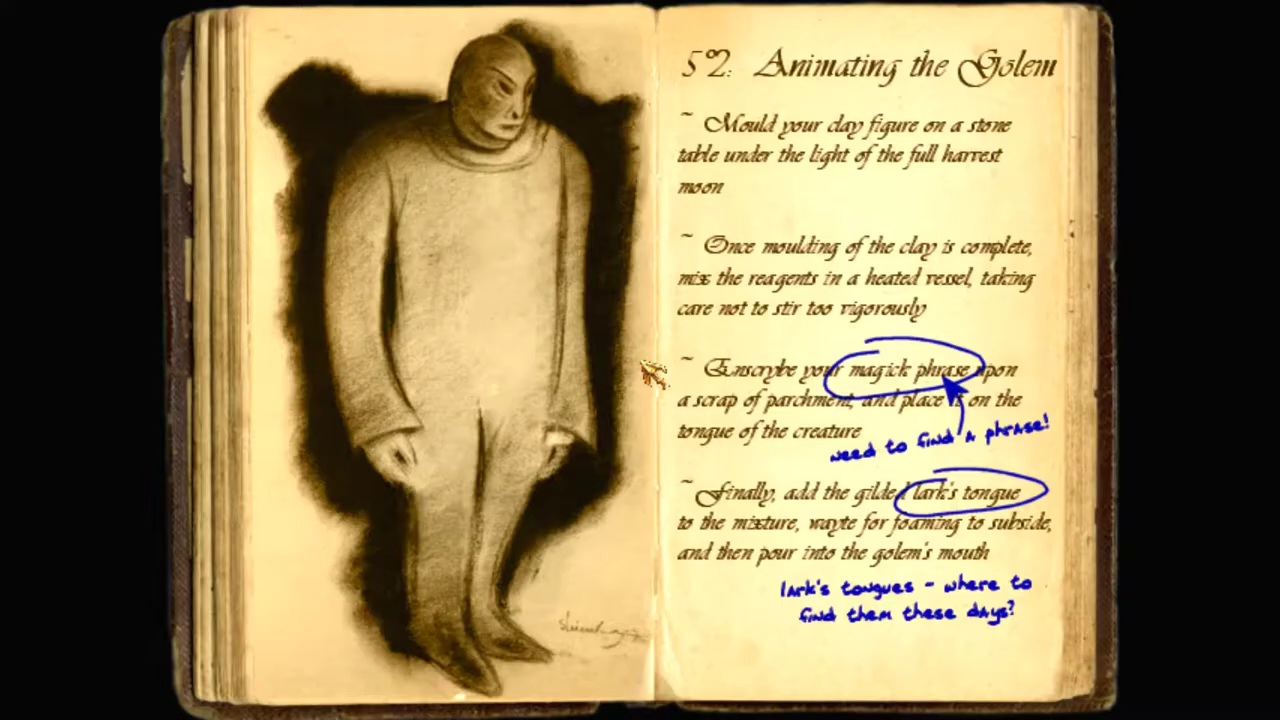 52: Animating the Golem
~ Mould your clay figure on a stone
table under the light of the full harvest
moon
~ Once moulding of the clay is complete,
mix the reagents in a heated vessel, taking
care not to stir too vigorously
~ Enscrybe your magick phrase upon
a scrap of parchment, and place it on the
tongue of the creature
need to find a phrase!
~ Finally, add the gilded lark's tongue
to the mixture, wayte for foaming to subside,
and then pour into the golem's mouth
lark's tongues - where to
find them these days?